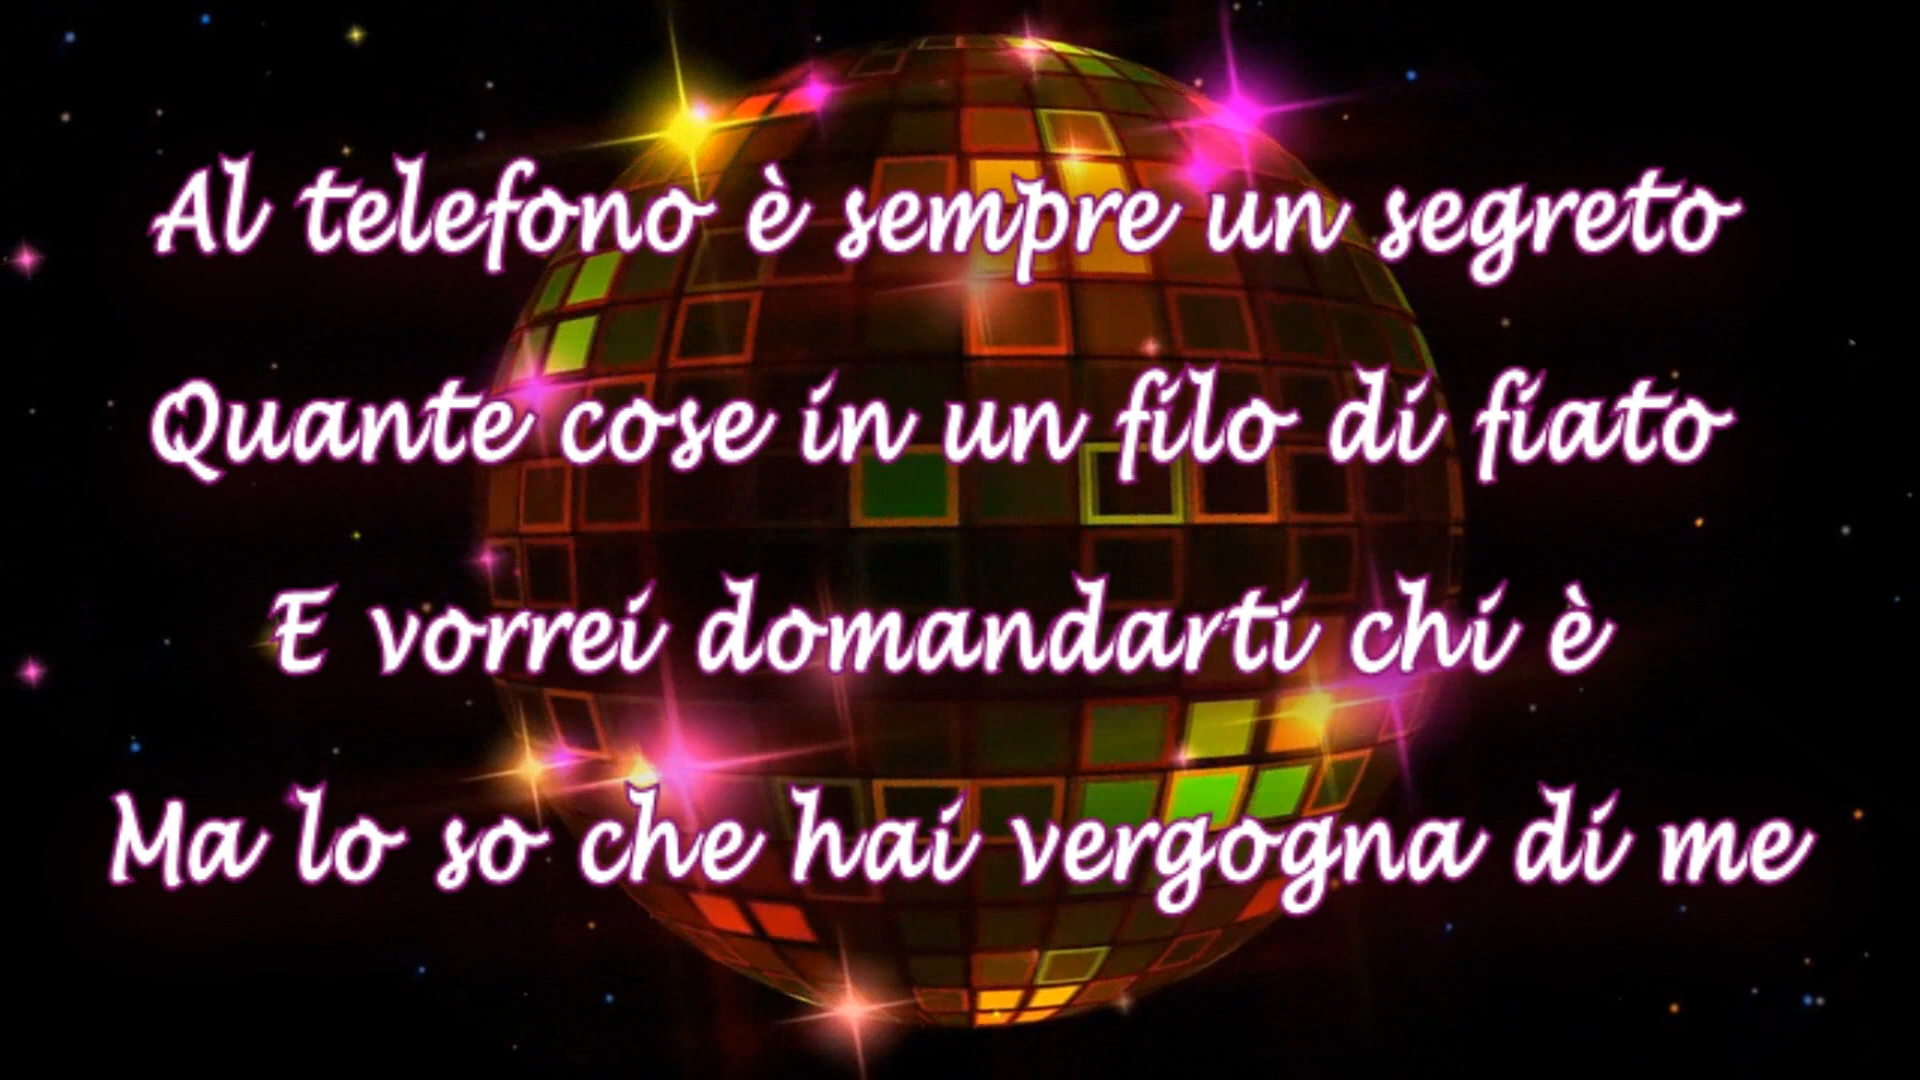 Al telefono è sempre un segreto
Quante cose in un filo di fiato
E vorrei domandarti chi è
Ma lo so che hai vergogna di me